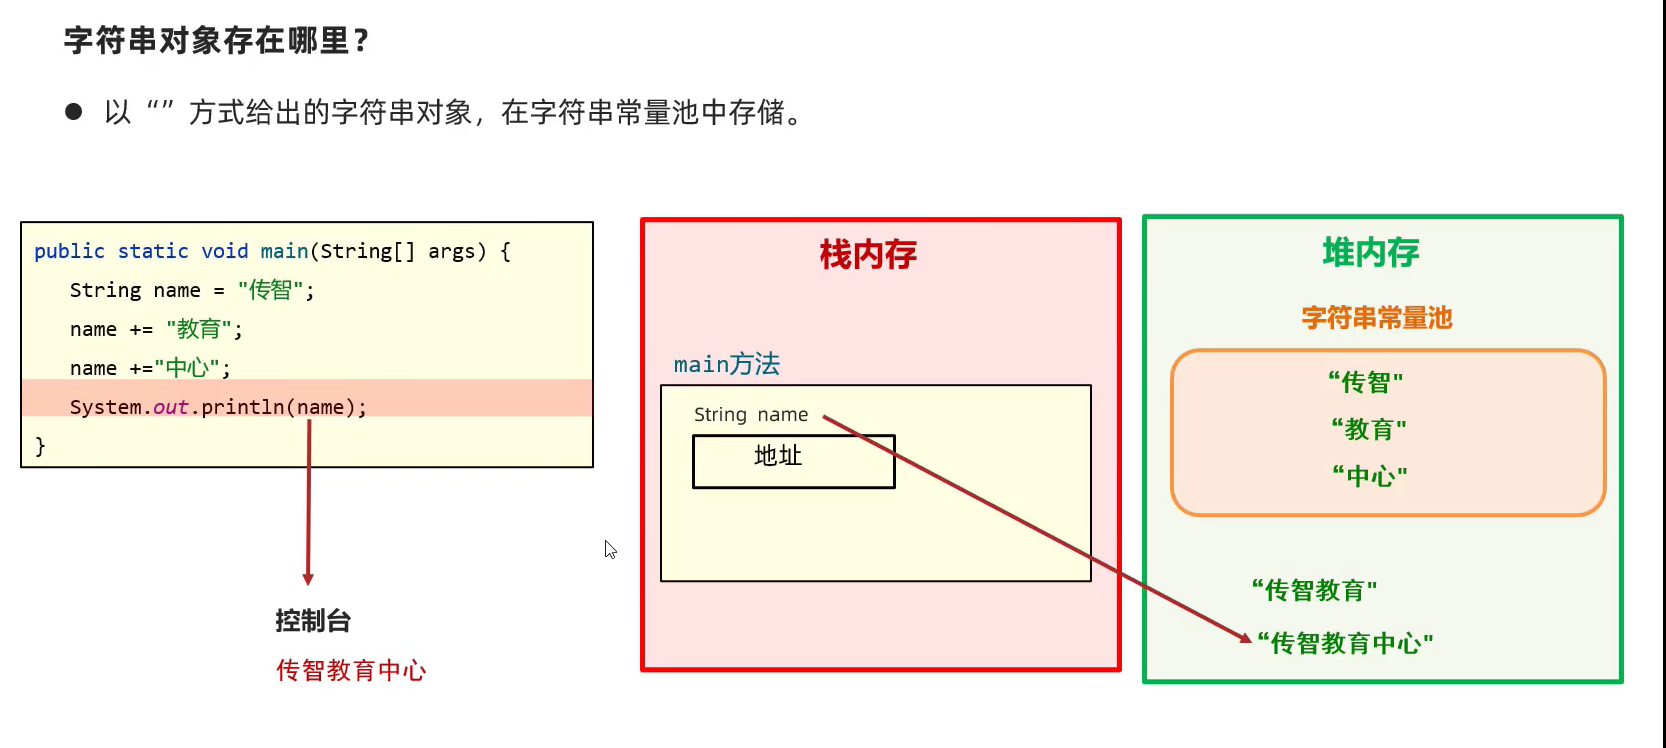 字符串对象存在哪里？
● 以“”方式给出的字符串对象，在字符串常量池中存储。
public static void main(String[] args) {
String name = "传智";
name += "教育";
name +="中心";
System.out.println(name);
}
控制台
传智教育中心
栈内存
main方法
String name
地址
堆内存
字符串常量池
“传智"
“教育"
“中心"
“传智教育"
“传智教育中心"